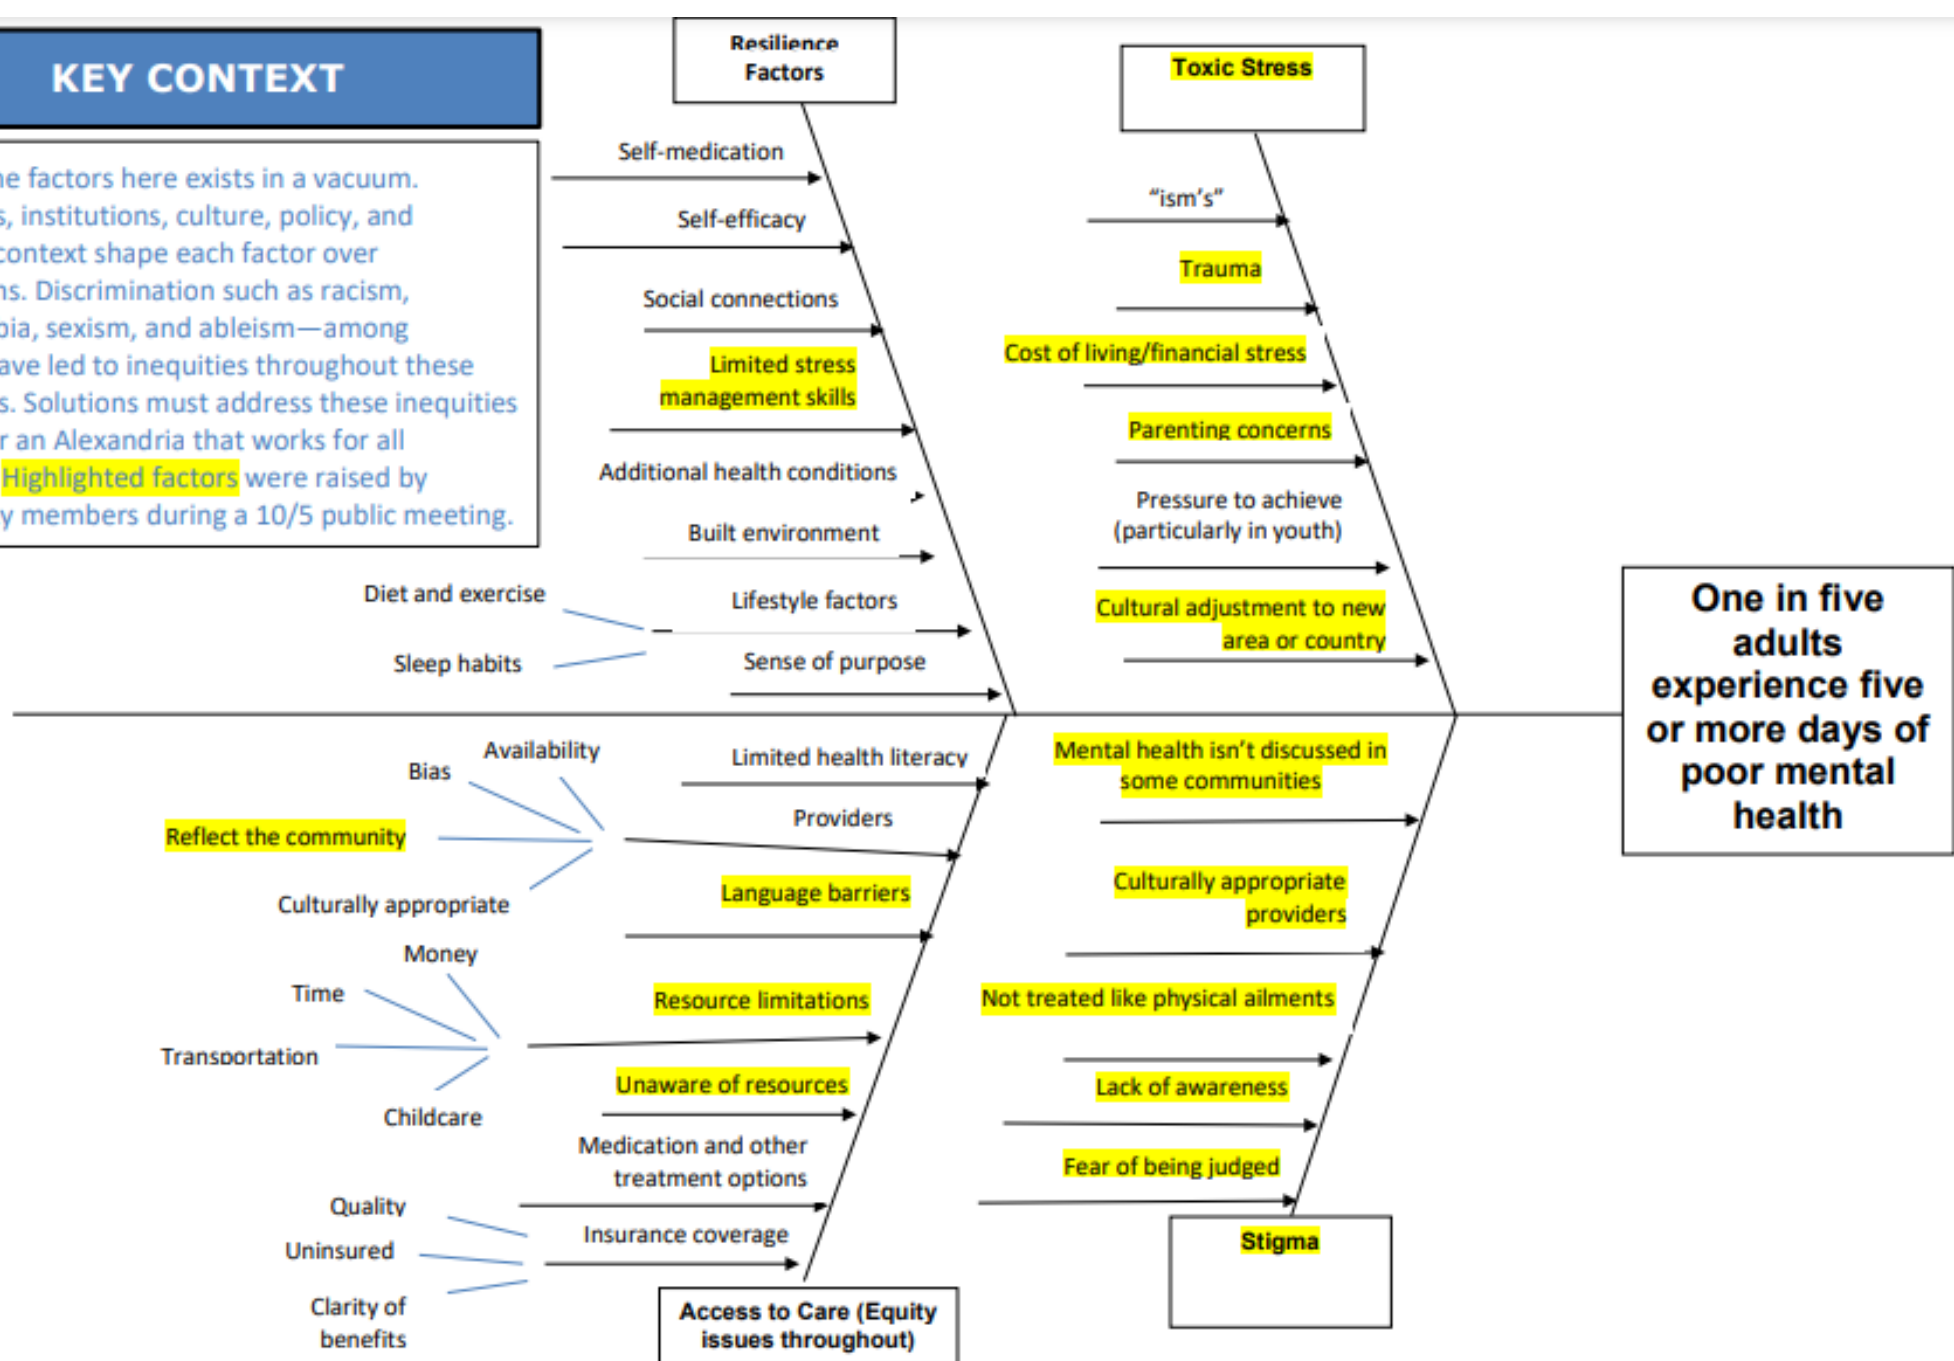 KEY CONTEXT
ne factors here exists in a vacuum.
s, institutions, culture, policy, and
context shape each factor over
ns. Discrimination such as racism,
bia, sexism, and ableism—among
ave led to inequities throughout these
s. Solutions must address these inequities
r an Alexandria that works for all
Highlighted factors were raised by
y members during a 10/5 public meeting.
Resilience
Factors
Self-medication
Self-efficacy
Social connections
Limited stress
management skills
Additional health conditions
Built environment
Lifestyle factors
Diet and exercise
Sleep habits
Sense of purpose
Toxic Stress
“ism’s”
Trauma
Cost of living/financial stress
Parenting concerns
Pressure to achieve
(particularly in youth)
Cultural adjustment to new
area or country
One in five
adults
experience five
or more days of
poor mental
health
Limited health literacy
Providers
Availability
Bias
Reflect the community
Culturally appropriate
Language barriers
Resource limitations
Money
Time
Transportation
Childcare
Unaware of resources
Medication and other
treatment options
Insurance coverage
Quality
Uninsured
Clarity of
benefits
Access to Care (Equity
issues throughout)
Mental health isn’t discussed in
some communities
Culturally appropriate
providers
Not treated like physical ailments
Lack of awareness
Fear of being judged
Stigma